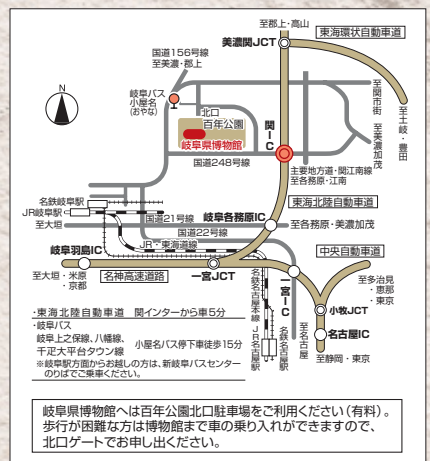 至郡上・高山
美濃関JCT
東海環状自動車道
国道156号線
至美濃・郡上
N
岐阜バス
小屋名
(おやな)
北口
百年公園
岐阜県博物館
関IC
至関市街
至美濃加茂
至土岐・豊田
国道248号線
主要地方道・関江南線
至各務原・江南
東海北陸自動車道
名鉄岐阜駅
JR岐阜駅
至大垣
国道21号線
岐阜各務原IC
至各務原・美濃加茂
国道22号線
岐阜羽島IC
JR・東海道線
中央自動車道
至大垣・米原
・京都
名神高速道路
一宮JCT
一宮IC
至多治見
・恵那
・東京
名鉄名古屋本線
JR名古屋駅
名鉄名古屋駅
至名古屋
小牧JCT
名古屋IC
至静岡・東京
・東海北陸自動車道 関インターから車5分
・岐阜バス
岐阜上之保線、八幡線、
千疋大平台タウン線
小屋名バス停下車徒歩15分
※岐阜駅方面からお越しの方は、新岐阜バスセンター
のりばでご乗車ください。
岐阜県博物館へは百年公園北口駐車場をご利用ください(有料)。
歩行が困難な方は博物館まで車の乗り入れができますので、
北口ゲートでお申し出ください。